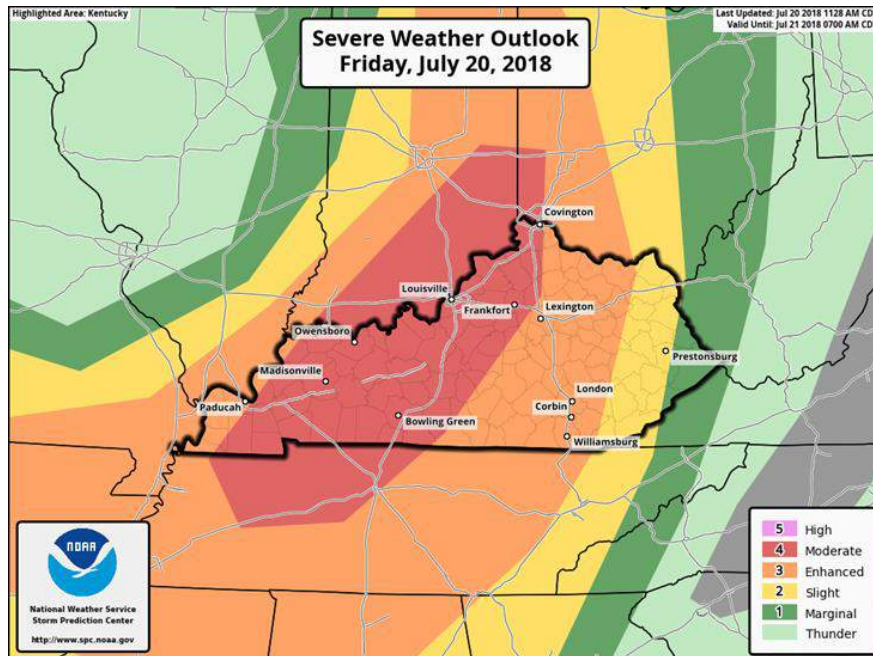 Highlighted Area: Kentucky
Last Updated: Jul 20 2018 1128 AM CD
Valid Until: Jul 21 2018 0700 AM CD
Severe Weather Outlook
Friday, July 20, 2018
Covington
Louisville
Frankfort
Lexington
Owensboro
Prestonsburg
Madisonville
Paducah
London
Corbin
Bowling Green
Williamsburg
NOAA
National Weather Service
Storm Prediction Center
http://www.spc.noaa.gov
5 High
4 Moderate
3 Enhanced
2 Slight
1 Marginal
Thunder